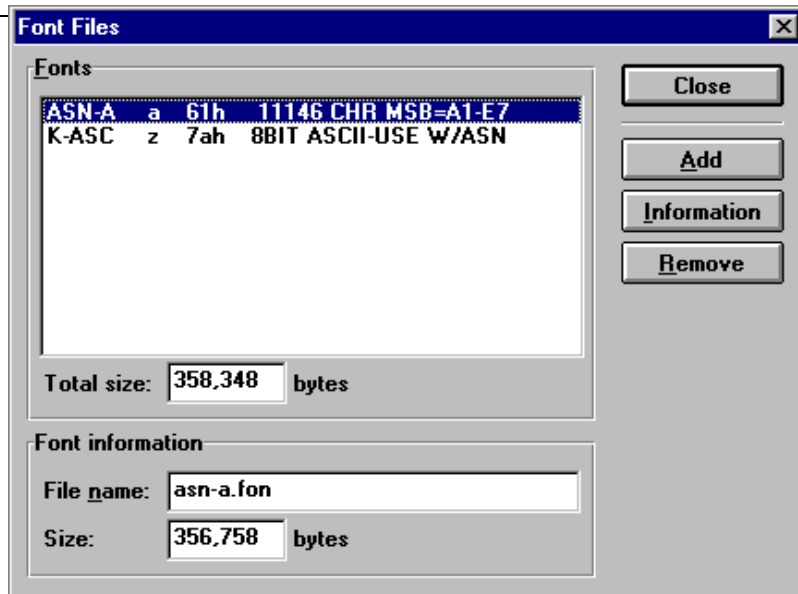 Font Files
Fonts
ASN-A a 61h 11146 CHR MSB=A1-E7
K-ASC z 7ah 8BIT ASCII-USE W/ASN
Total size: 358,348 bytes
Font information
File name: asn-a.fon
Size: 356,758 bytes
Close
Add
Information
Remove